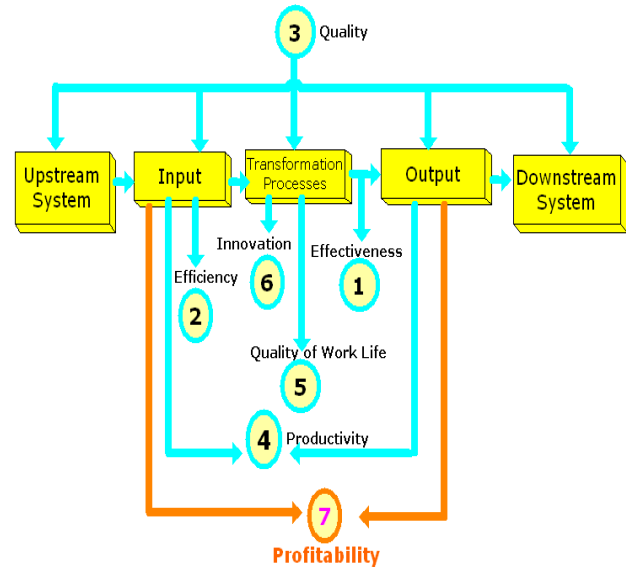 3 Quality
Upstream
System
Input
Transformation
Processes
Output
Downstream
System
Innovation
Effectiveness
Efficiency
6
1
2
Quality of Work Life
5
4 Productivity
7
Profitability